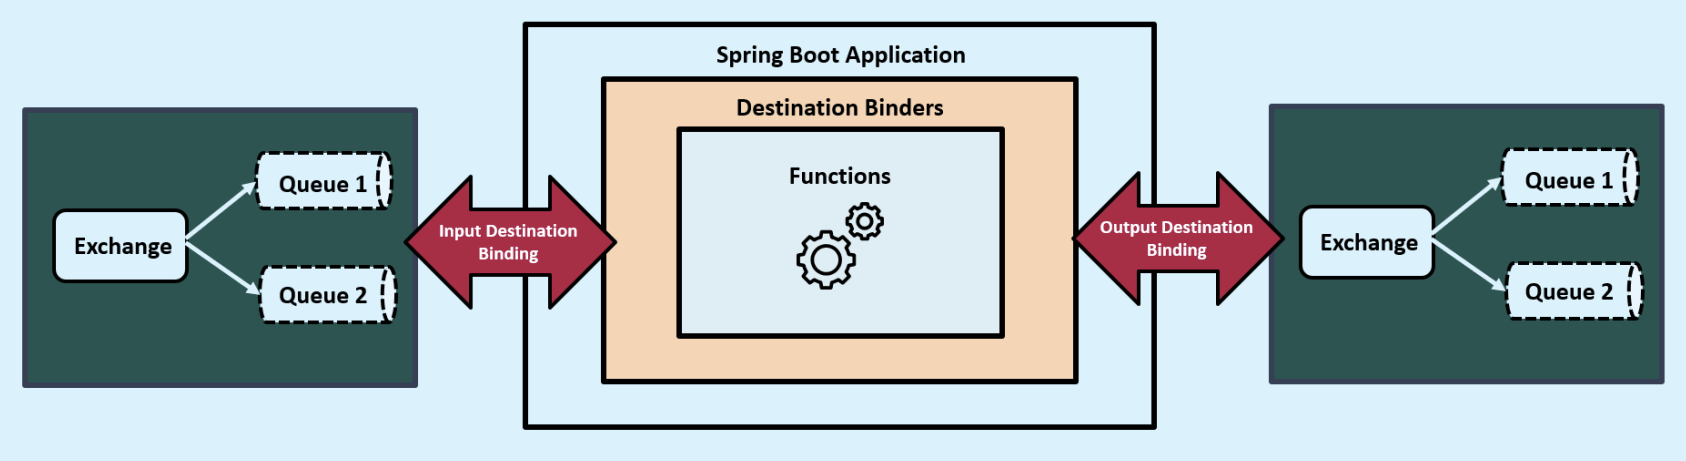 Spring Boot Application
Destination Binders
Functions
Exchange
Queue 1
Queue 2
Input Destination
Binding
Output Destination
Binding
Exchange
Queue 1
Queue 2